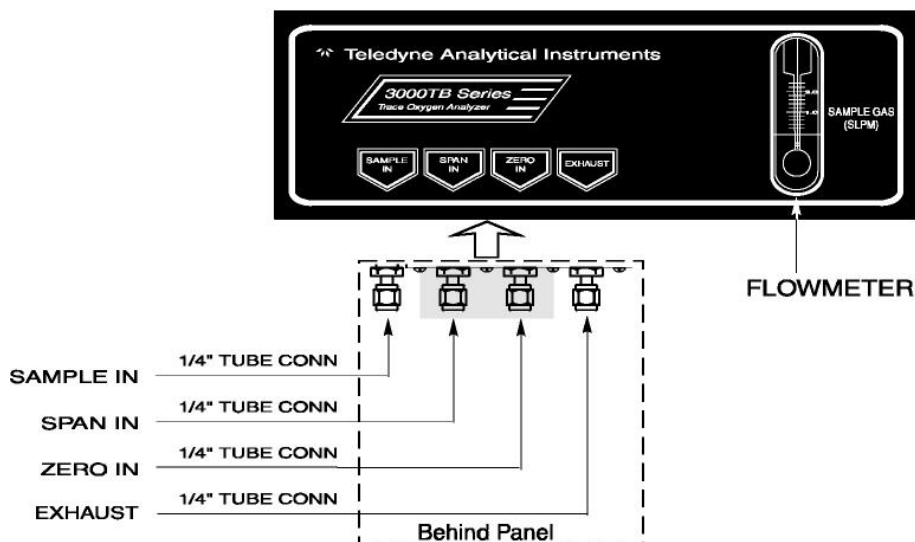 Teledyne Analytical Instruments
3000TB Series
Trace Oxygen Analyzer
SAMPLE
IN
SPAN
IN
ZERO
IN
EXHAUST
SAMPLE GAS
(SLPM)
FLOWMETER
SAMPLE IN 1/4" TUBE CONN
SPAN IN 1/4" TUBE CONN
ZERO IN 1/4" TUBE CONN
EXHAUST 1/4" TUBE CONN
Behind Panel